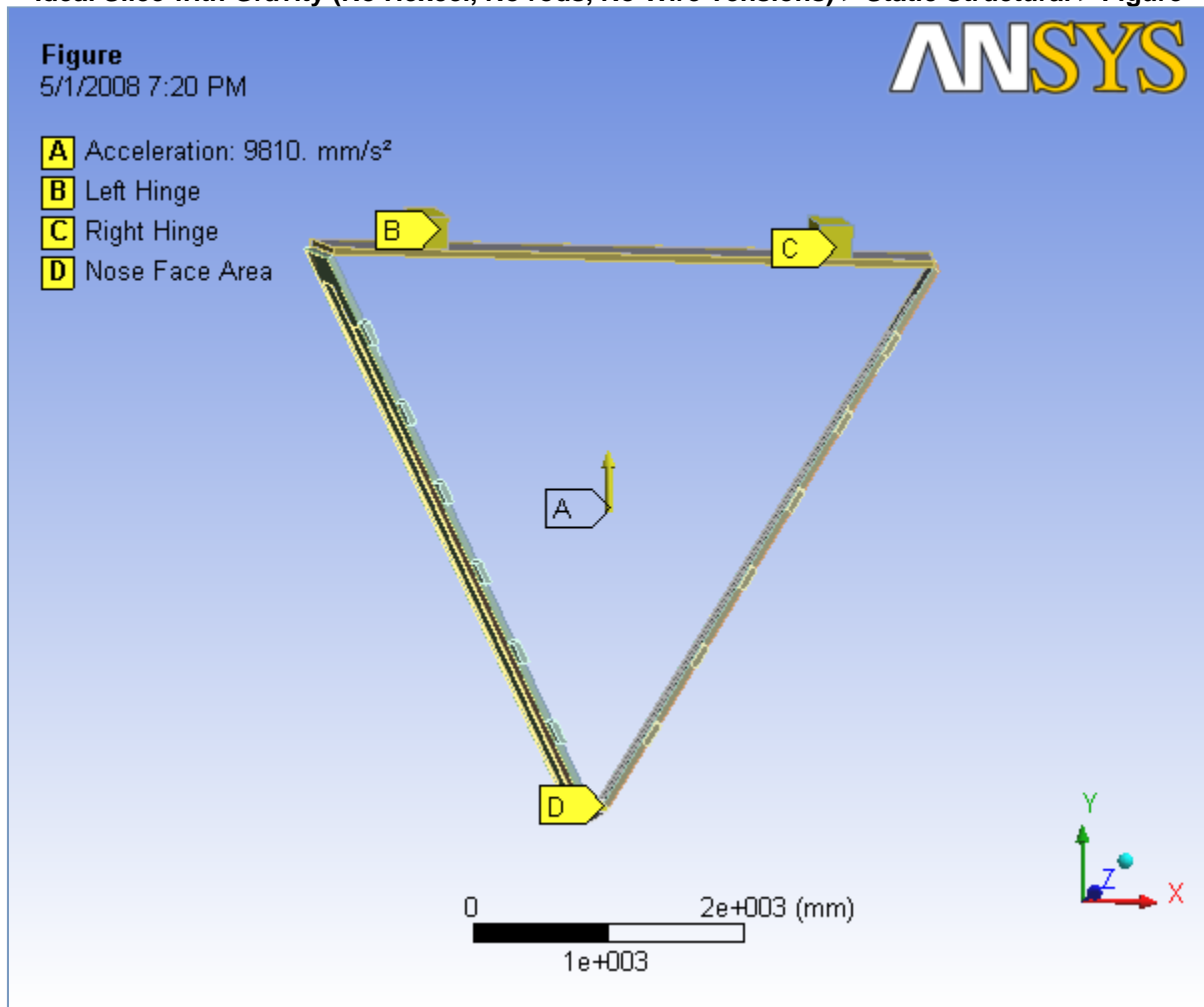 Figure
5/1/2008 7:20 PM
ANSYS
A Acceleration: 9810. mm/s²
B Left Hinge
C Right Hinge
D Nose Face Area
B
C
A
D
Y
Z
X
0 2e+003 (mm)
1e+003